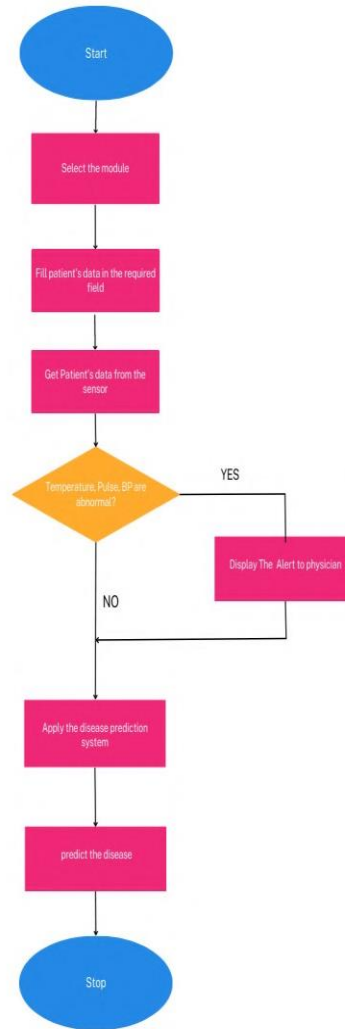 Start
Select the module
Fill patient's data in the required
field
Get Patient's data from the
sensor
Temperature, Pulse, BP are
abnormal?
YES
Display The Alert to physician
NO
Apply the disease prediction
system
predict the disease
Stop